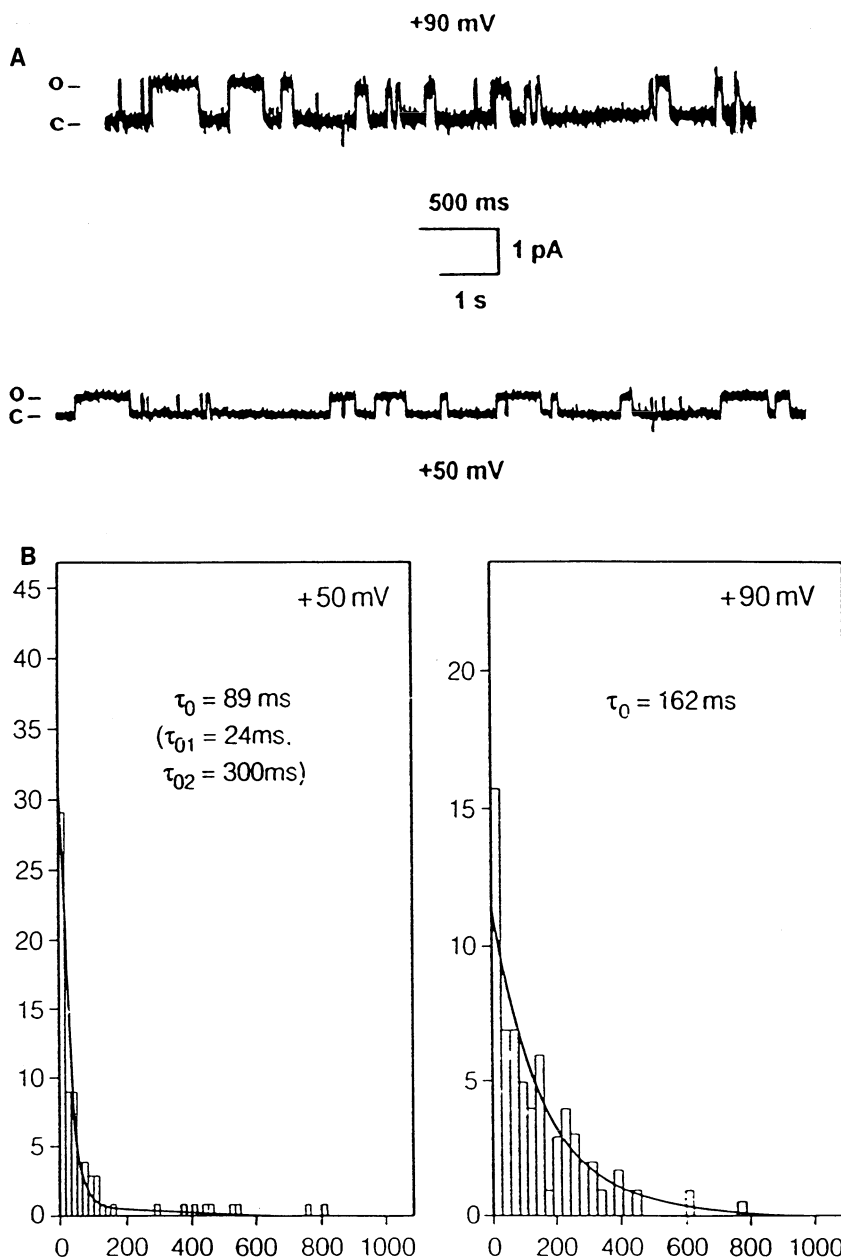 +90 mV
A
O
C
500 ms
1 pA
1 s
O
C
+50 mV
B
+50 mV
τ0 = 89 ms
(τ01 = 24ms.
τ02 = 300ms)
45
40
35
30
25
20
15
10
5
0
0 200 400 600 800 1000
+90 mV
τ0 = 162 ms
20
15
10
5
0
0 200 400 600 800 1000